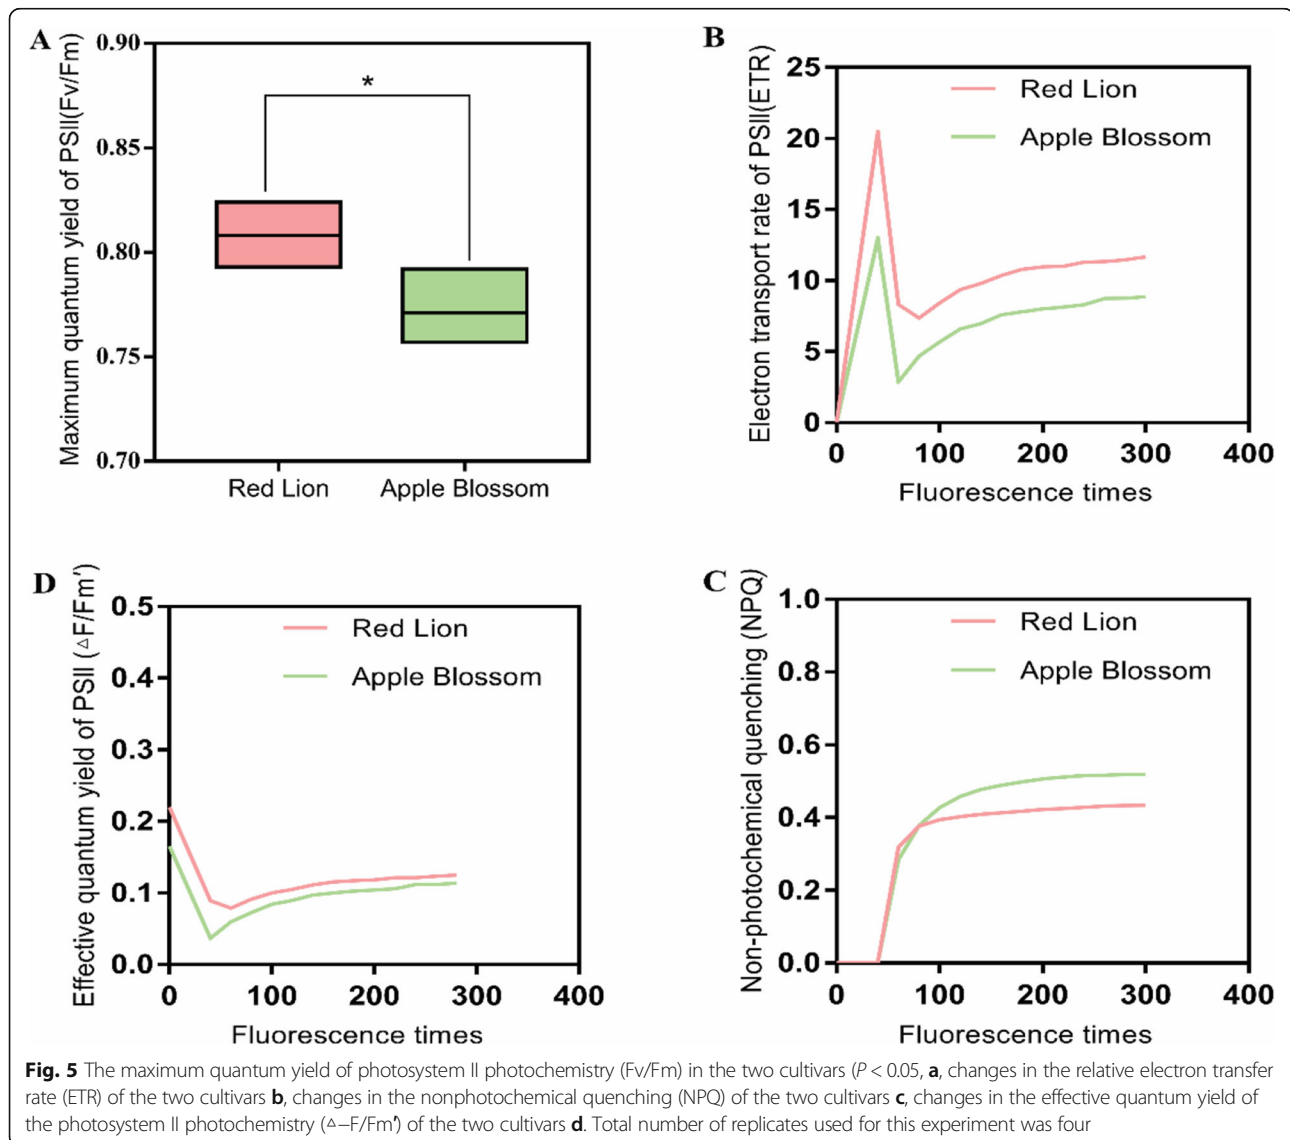 A
Maximum quantum yield of PSII(Fv/Fm)
0.90
0.85
0.80
0.75
0.70
*
Red Lion
Apple Blossom
B
Electron transport rate of PSII(ETR)
25
20
15
10
5
0
Red Lion
Apple Blossom
0 100 200 300 400
Fluorescence times
D
Effective quantum yield of PSII (△F/Fm′)
0.5
0.4
0.3
0.2
0.1
0.0
Red Lion
Apple Blossom
0 100 200 300 400
Fluorescence times
C
Non-photochemical quenching (NPQ)
1.0
0.8
0.6
0.4
0.2
0.0
Red Lion
Apple Blossom
0 100 200 300 400
Fluorescence times
Fig. 5 The maximum quantum yield of photosystem II photochemistry (Fv/Fm) in the two cultivars (P < 0.05, a, changes in the relative electron transfer
rate (ETR) of the two cultivars b, changes in the nonphotochemical quenching (NPQ) of the two cultivars c, changes in the effective quantum yield of
the photosystem II photochemistry (△−F/Fm′) of the two cultivars d. Total number of replicates used for this experiment was four